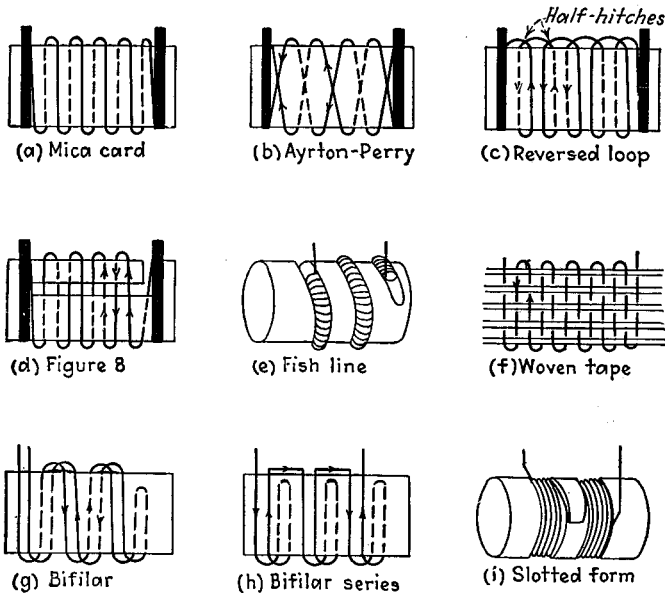 Half-hitches
(a) Mica card
(b) Ayrton-Perry
(c) Reversed loop
(d) Figure 8
(e) Fish line
(f) Woven tape
(g) Bifilar
(h) Bifilar series
(i) Slotted form